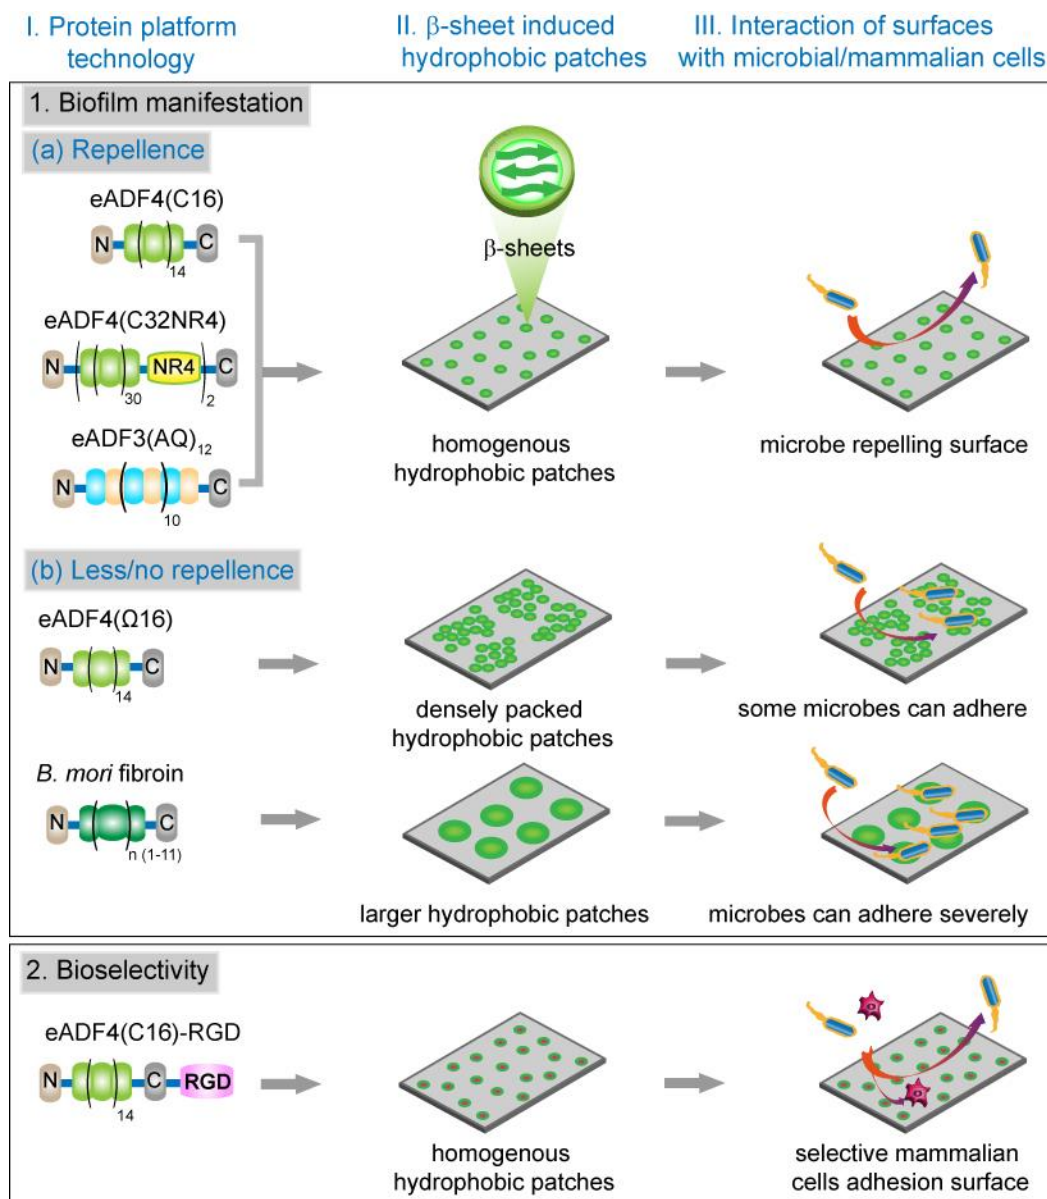 I. Protein platform
technology
II. β-sheet induced
hydrophobic patches
III. Interaction of surfaces
with microbial/mammalian cells
1. Biofilm manifestation
(a) Repellence
eADF4(C16)
N
C
14
β-sheets
eADF4(C32NR4)
N
NR4
C
30
2
eADF3(AQ)12
N
C
10
homogenous
hydrophobic patches
microbe repelling surface
(b) Less/no repellence
eADF4(Ω16)
N
C
14
densely packed
hydrophobic patches
some microbes can adhere
B. mori fibroin
N
C
n (1-11)
larger hydrophobic patches
microbes can adhere severely
2. Bioselectivity
eADF4(C16)-RGD
N
C
RGD
14
homogenous
hydrophobic patches
selective mammalian
cells adhesion surface